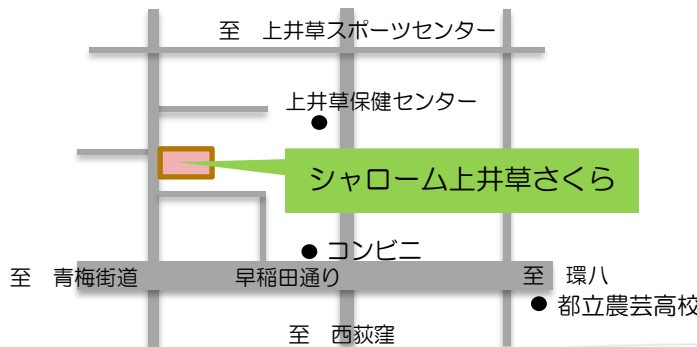 至　上井草スポーツセンター
上井草保健センター
シャローム上井草さくら
コンビニ
至　青梅街道
早稲田通り
至　環八
都立農芸高校
至　西荻窪